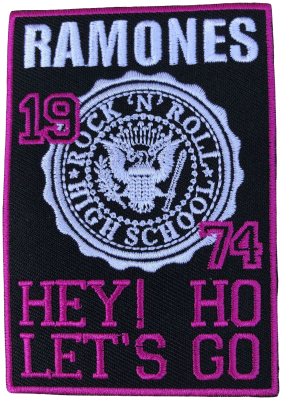 RAMONES
19
ROCK 'N' ROLL
HIGH SCHOOL
74
HEY! HO
LET'S GO